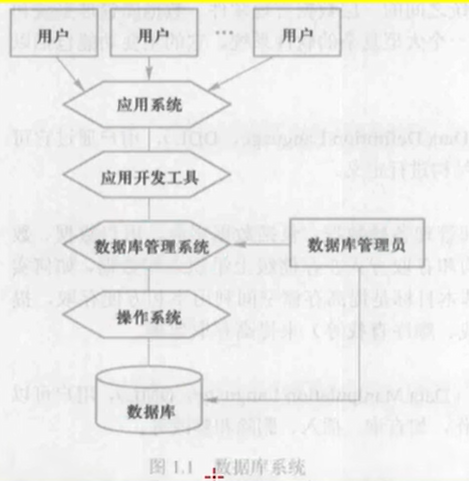 用户 用户 … 用户
应用系统
应用开发工具
数据库管理系统 数据库管理员
操作系统
数据库
图 1.1 数据库系统